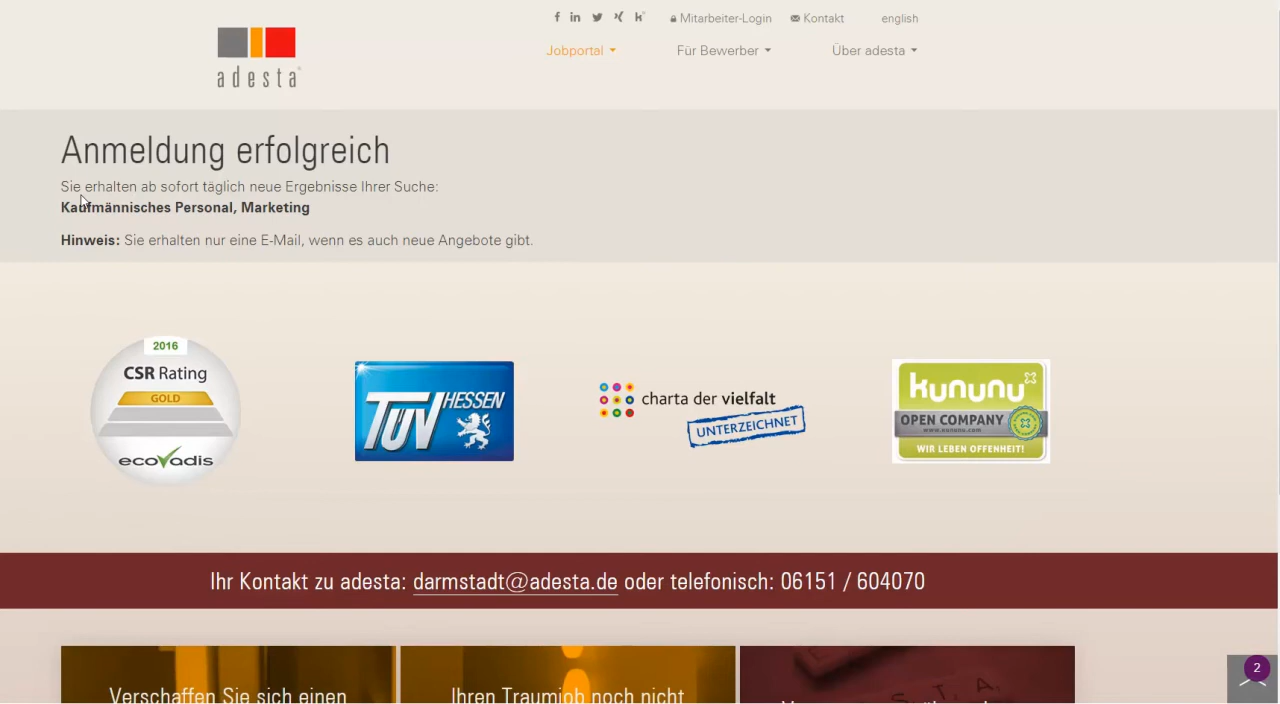 Mitarbeiter-Login Kontakt english
adesta
Jobportal Für Bewerber Über adesta
Anmeldung erfolgreich
Sie erhalten ab sofort täglich neue Ergebnisse Ihrer Suche:
Kaufmännisches Personal, Marketing
Hinweis: Sie erhalten nur eine E-Mail, wenn es auch neue Angebote gibt.
2016
CSR Rating
GOLD
ecovadis
TÜV HESSEN
charta der vielfalt
UNTERZEICHNET
kununu
OPEN COMPANY
www.kununu.com
WIR LEBEN OFFENHEIT!
Ihr Kontakt zu adesta: darmstadt@adesta.de oder telefonisch: 06151 / 604070
2
Verschaffen Sie sich einen
Ihren Traumjob noch nicht